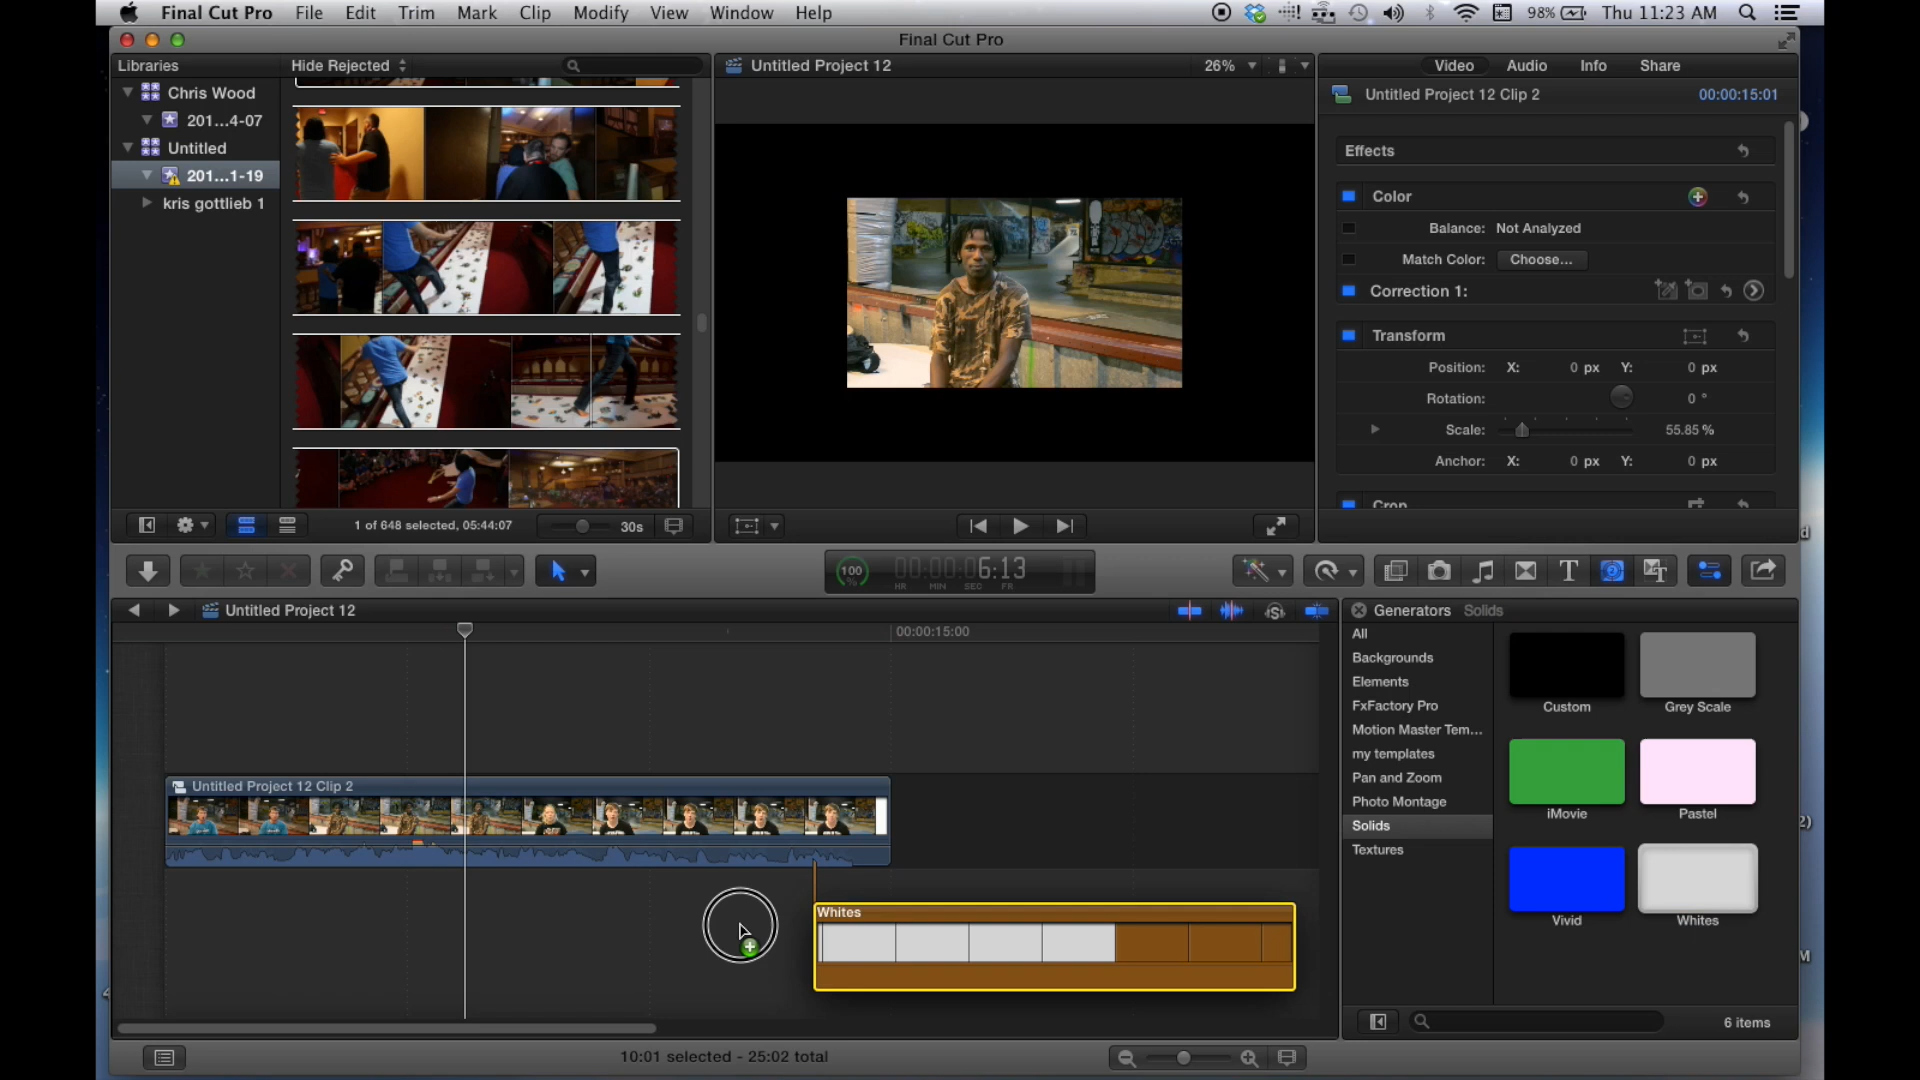 Final Cut Pro File Edit Trim Mark Clip Modify View Window Help 98% Thu 11:23 AM
Final Cut Pro
Libraries Hide Rejected Untitled Project 12 26% Video Audio Info Share
Chris Wood
201...4-07
Untitled
201...1-19
kris gottlieb 1
Untitled Project 12 Clip 2 00:00:15:01
Effects
Color
Balance: Not Analyzed
Match Color: Choose...
Correction 1:
Transform
Position: X: 0 px Y: 0 px
Rotation: 0 °
Scale: 55.85 %
Anchor: X: 0 px Y: 0 px
Crop
1 of 648 selected, 05:44:07 30s
100 % 00:00:06:13
HR MIN SEC FR
Untitled Project 12
00:00:15:00
Untitled Project 12 Clip 2
Whites
Generators Solids
All
Backgrounds
Elements
FxFactory Pro
Motion Master Tem...
my templates
Pan and Zoom
Photo Montage
Solids
Textures
Custom Grey Scale
iMovie Pastel
Vivid Whites
6 items
10:01 selected - 25:02 total